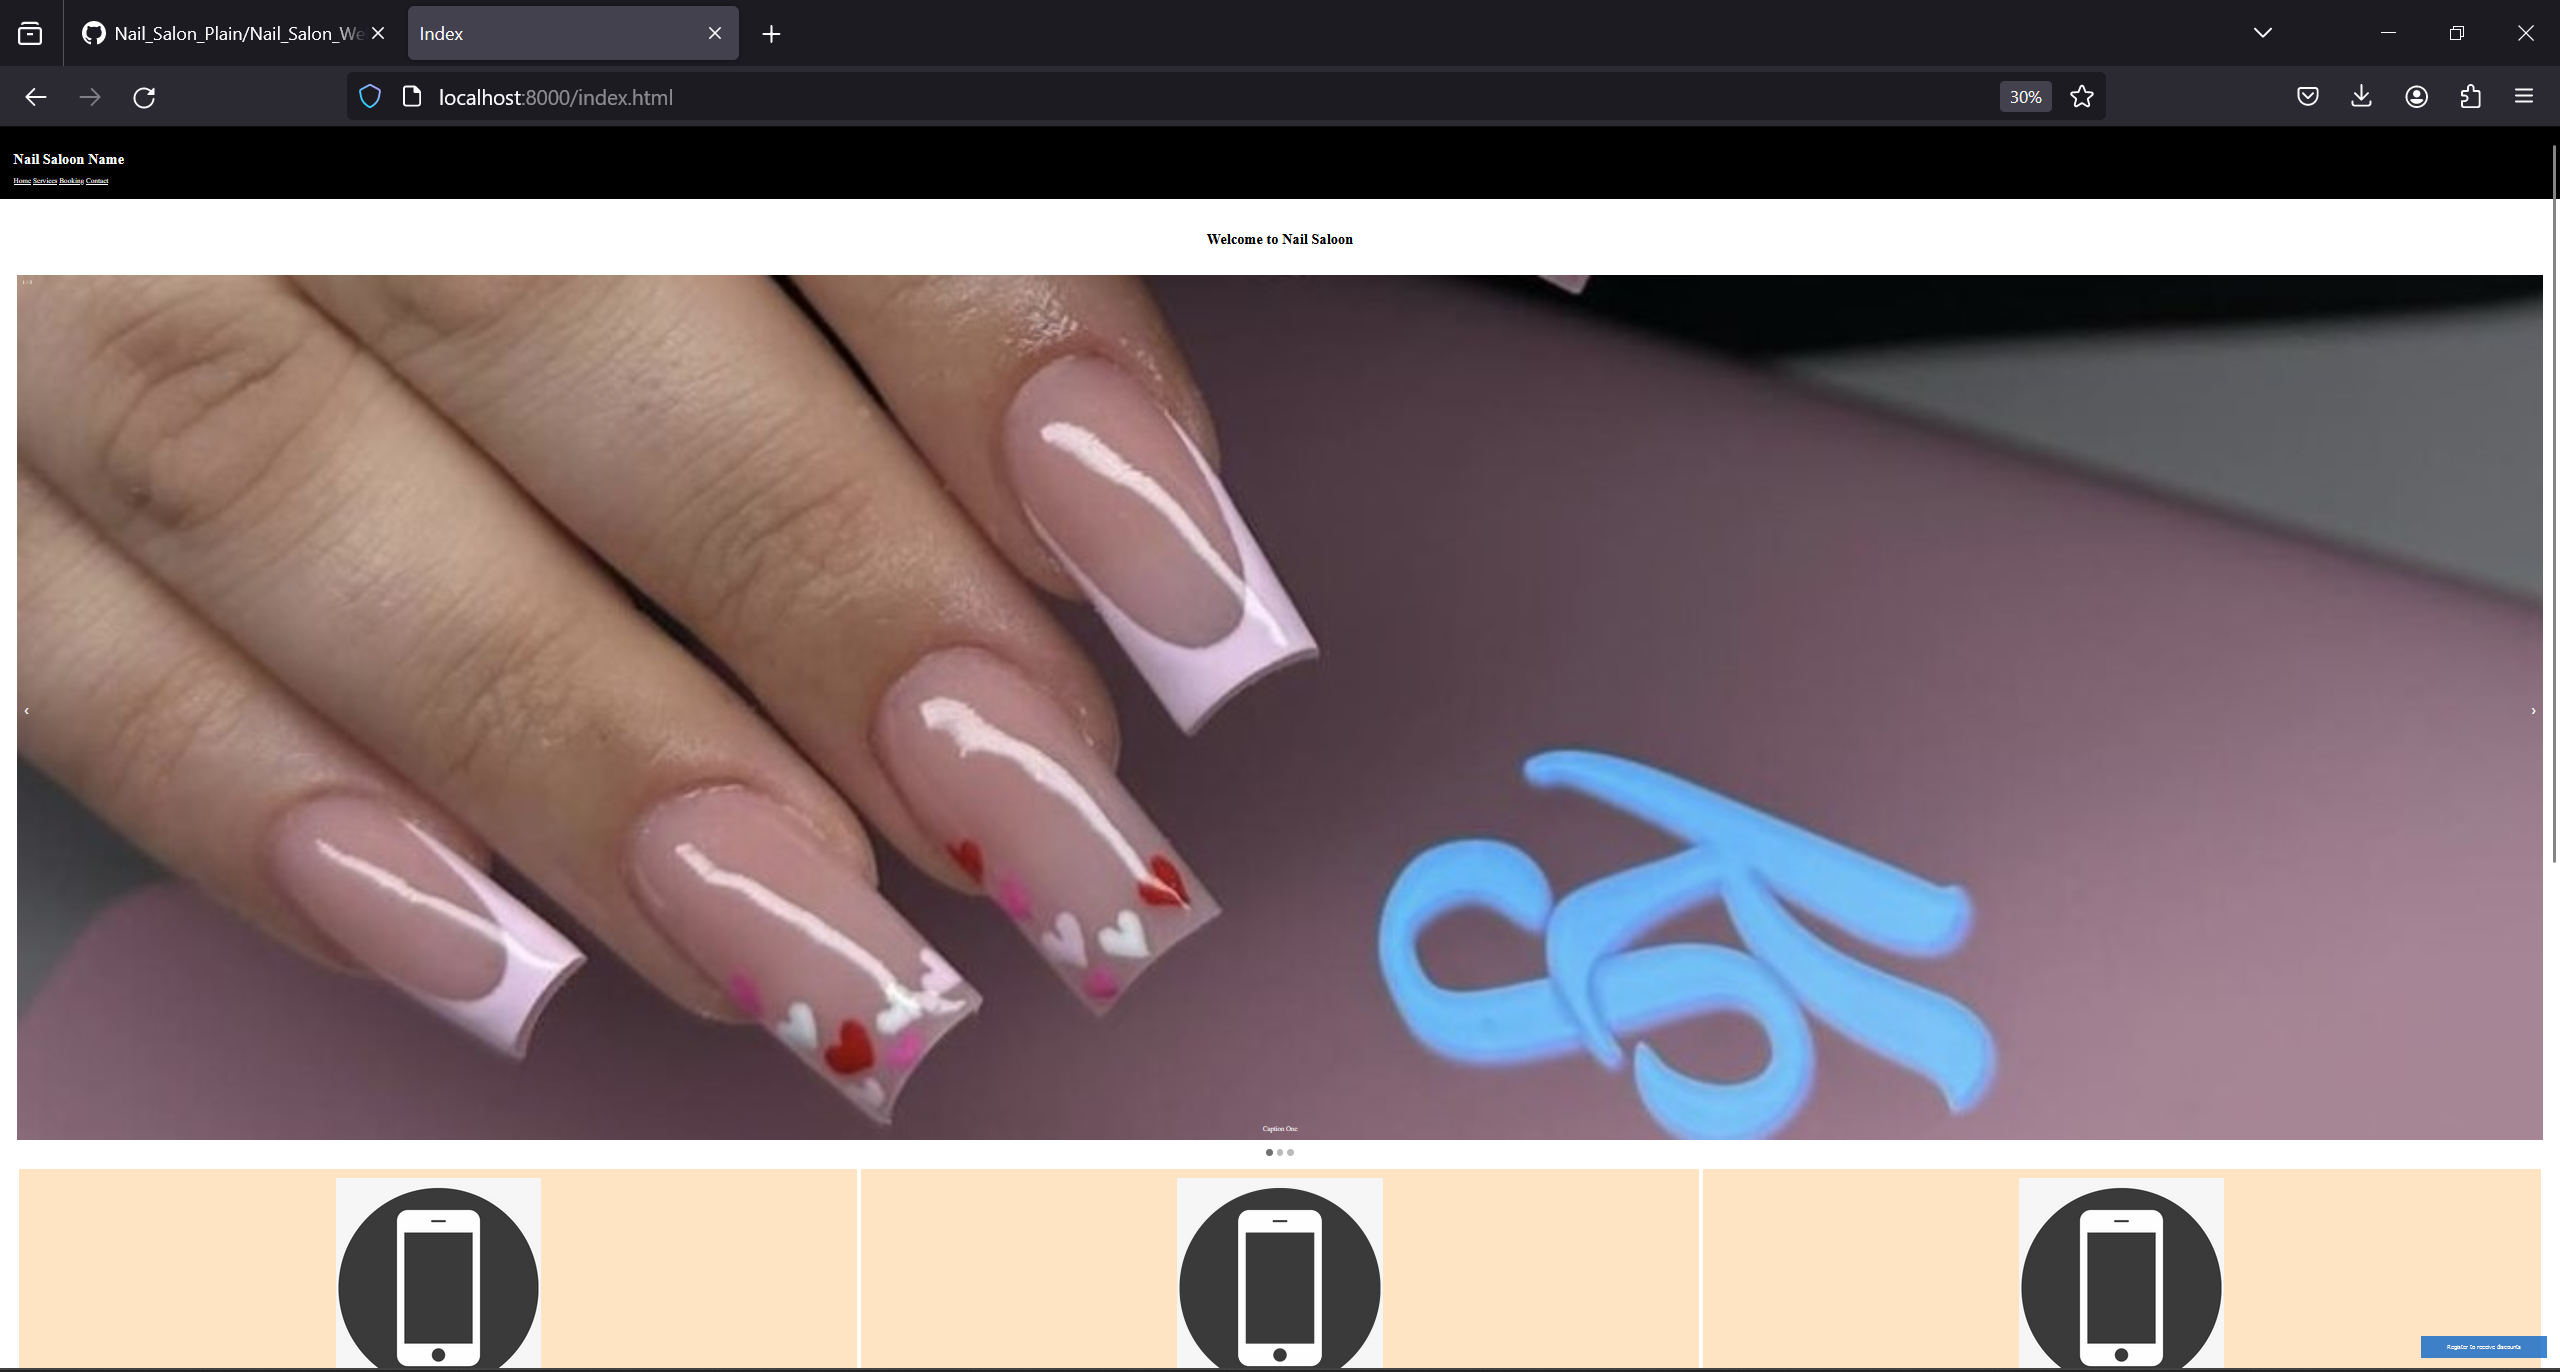 Nail_Salon_Plain/Nail_Salon_We
Index
localhost:8000/index.html
30%
Nail Saloon Name
Home Services Booking Contact
Welcome to Nail Saloon
Caption One
Register to receive discounts